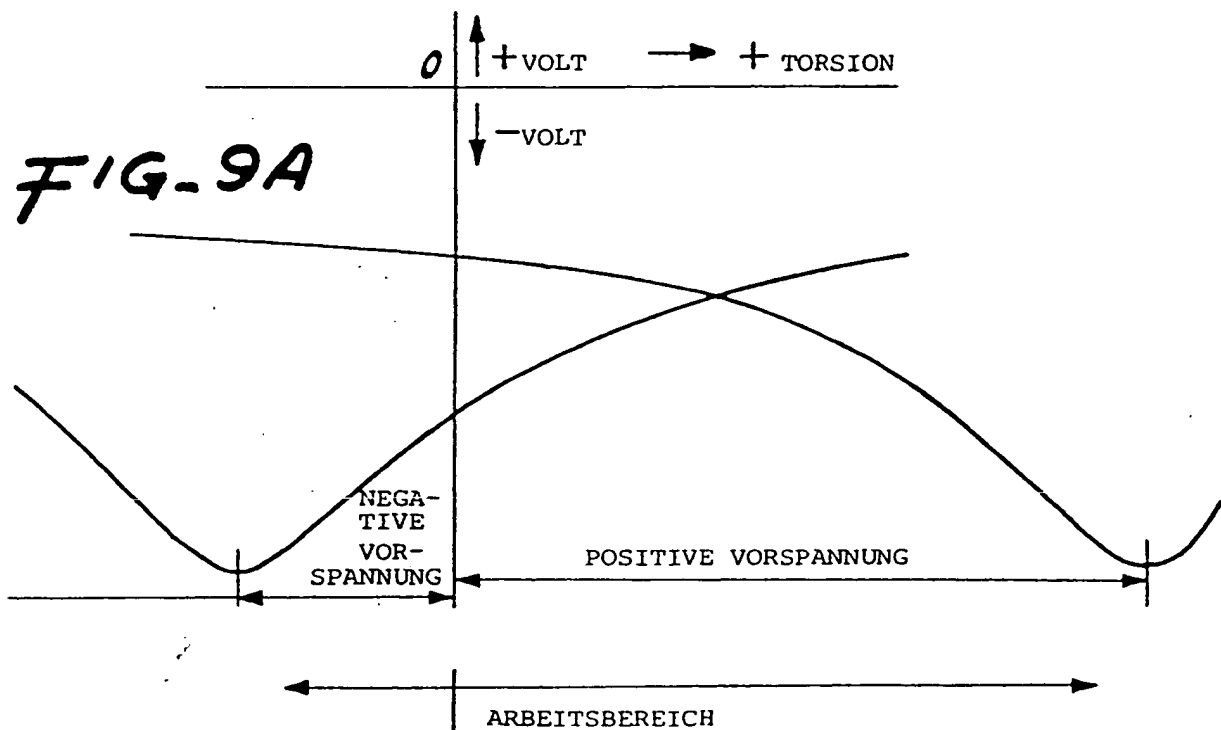 0 +VOLT → + TORSION
−VOLT
FIG-9A
NEGA-
TIVE
VOR-
SPANNUNG
POSITIVE VORSPANNUNG
ARBEITSBEREICH